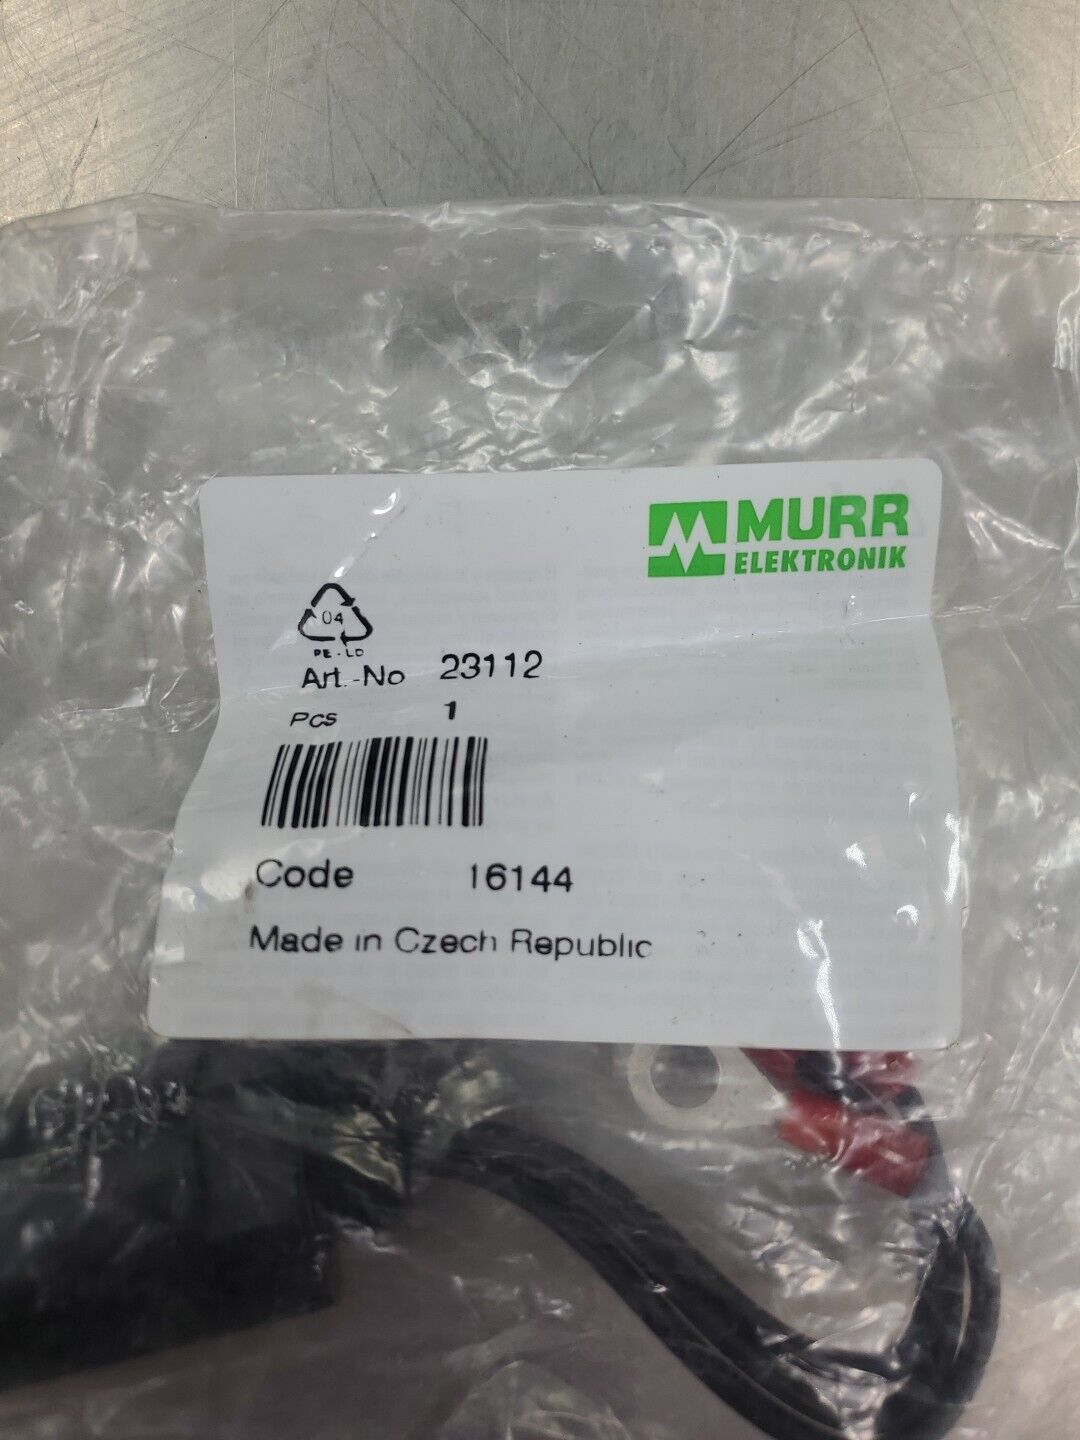 MURR
ELEKTRONIK
04
PE-LD
Art.-No 23112
Pcs 1
Code 16144
Made in Czech Republic